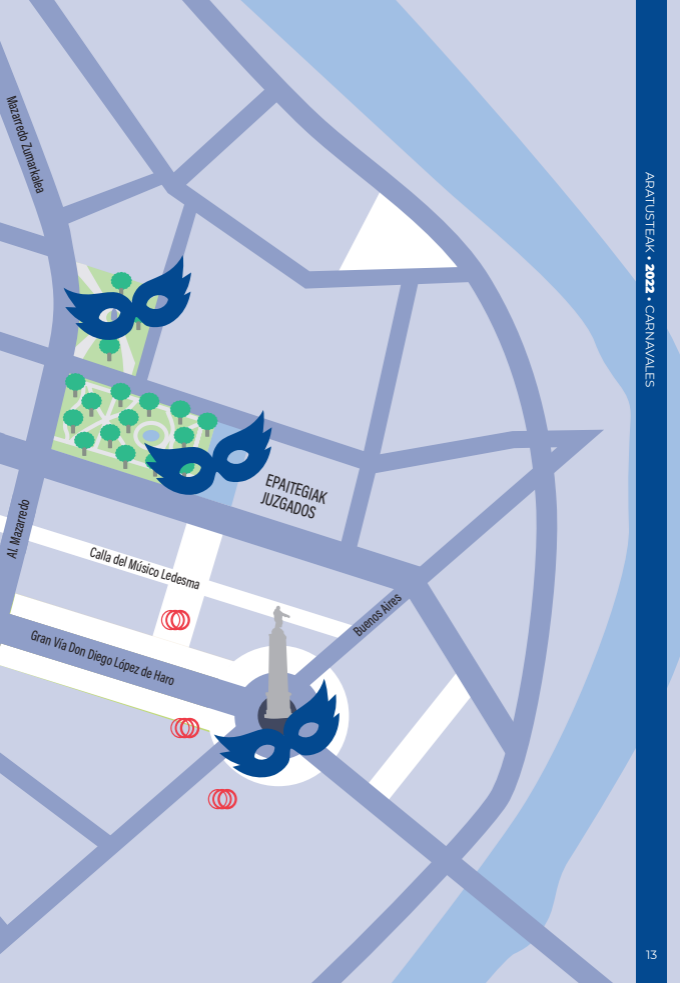 Mazarredo Zumarkalea
EPAITEGIAK
JUZGADOS
Al. Mazarredo
Calla del Músico Ledesma
Buenos Aires
Gran Vía Don Diego López de Haro
ARATUSTEAK • 2022 • CARNAVALES
13